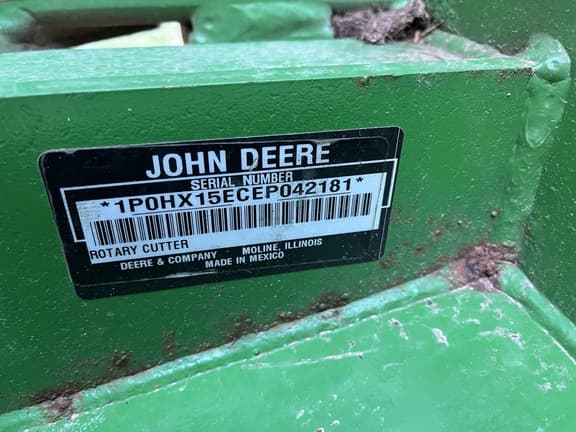 JOHN DEERE
SERIAL NUMBER
*1P0HX15ECEP042181*
ROTARY CUTTER
DEERE & COMPANY MOLINE, ILLINOIS
MADE IN MEXICO